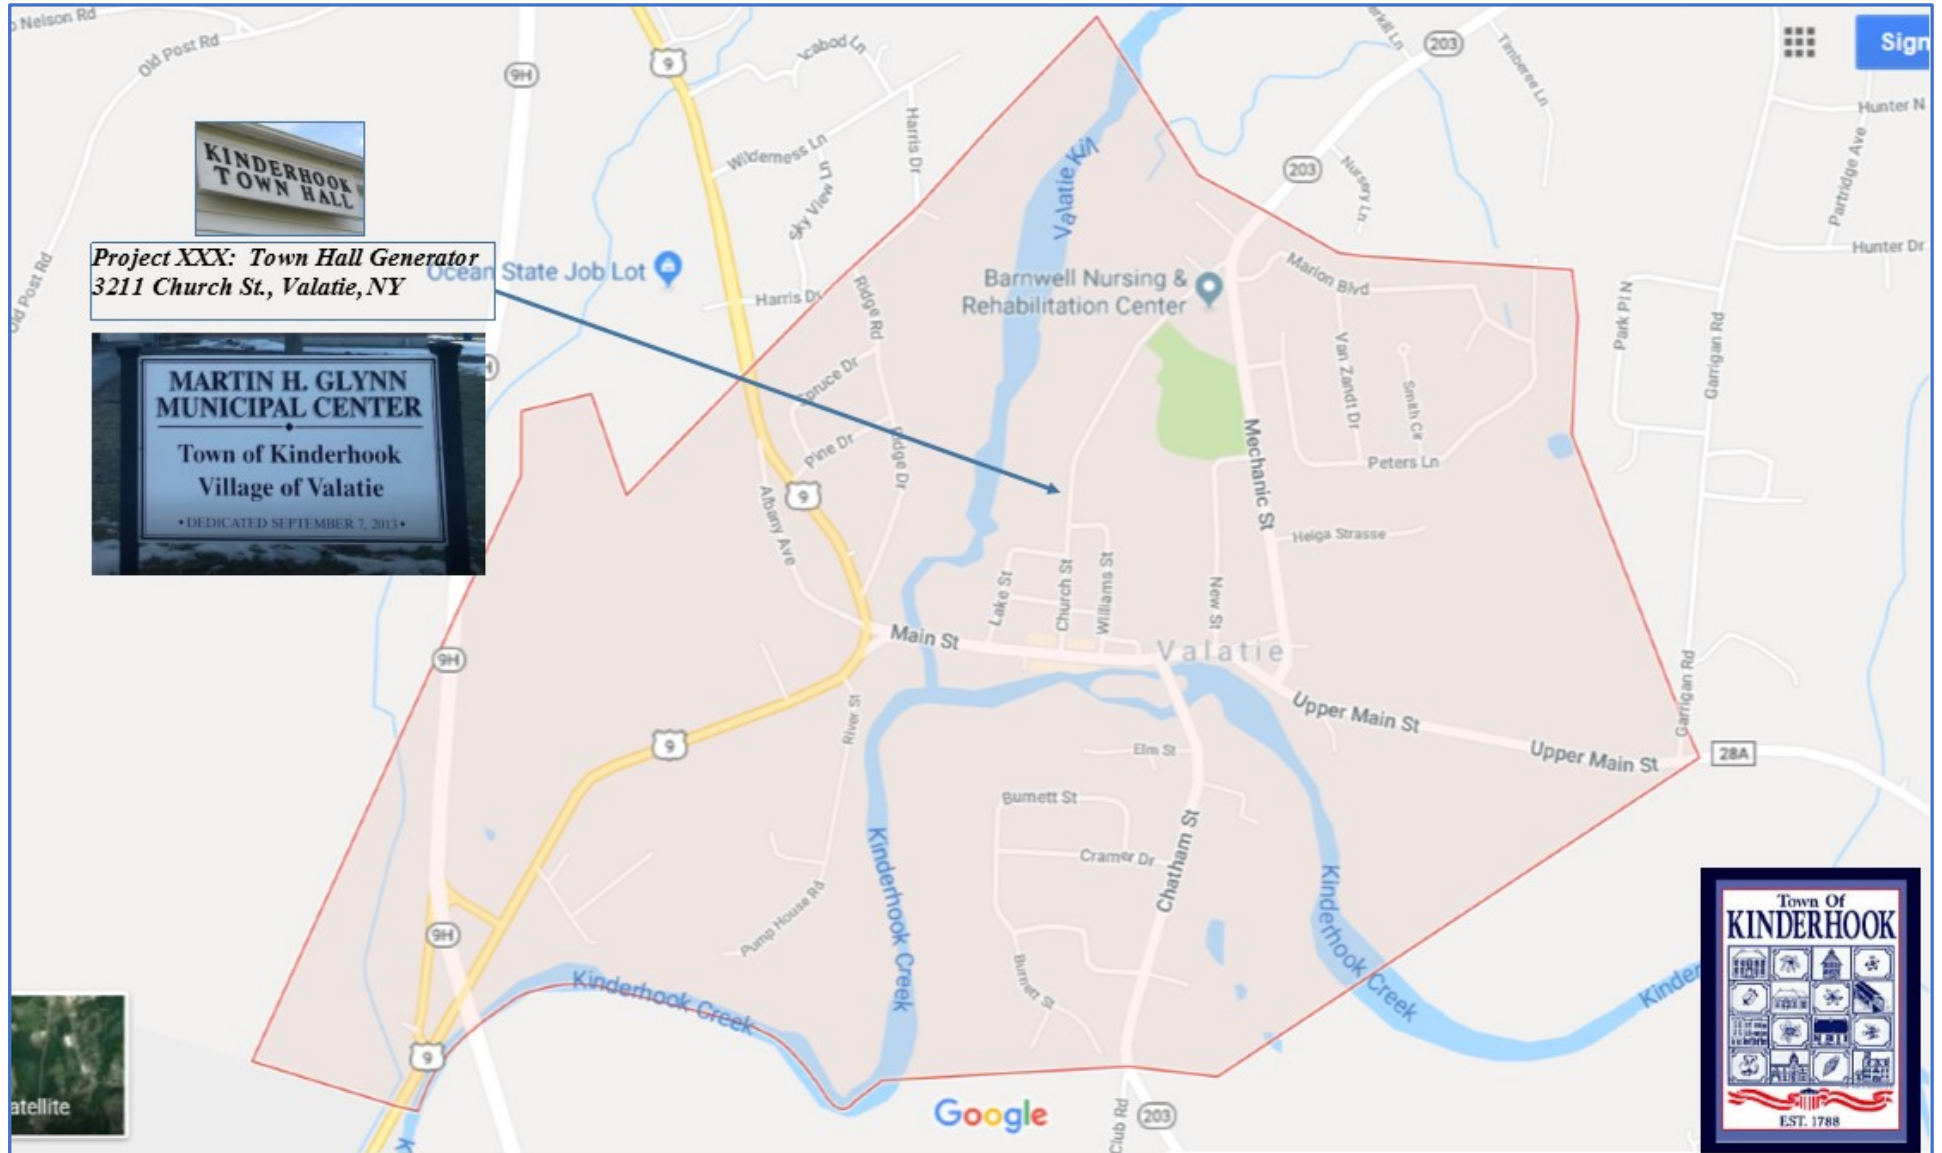 Nelson Rd
Old Post Rd
9H
9
Icabod Ln
203
Timberee Ln
Sign
Hunter N
Partridge Ave
Hunter Dr
Harris Dr
Wilderness Ln
Sky View Ln
Valatie Kill
203
Nursery Ln
KINDERHOOK
TOWN HALL
Project XXX: Town Hall Generator
3211 Church St., Valatie, NY
Ocean State Job Lot
Old Post Rd
Harris Dr
Ridge Rd
Barnwell Nursing &
Rehabilitation Center
Marion Blvd
Park Pl N
Garrigan Rd
MARTIN H. GLYNN
MUNICIPAL CENTER
Town of Kinderhook
Village of Valatie
• DEDICATED SEPTEMBER 7, 2013 •
Spruce Dr
Pine Dr
Ridge Dr
9
Albany Ave
Van Zandt Dr
Smith Cir
Mechanic St
Peters Ln
Helga Strasse
Lake St
Church St
Williams St
New St
Main St
Valatie
9H
9
River St
Upper Main St
Upper Main St
Garrigan Rd
28A
Elm St
Burnett St
Cramer Dr
Chatham St
Kinderhook Creek
Kinderhook Creek
Pump House Rd
9H
Burnett St
Kinderhook Creek
Kinder
9
atellite
Google
Club Rd
203
Town Of
KINDERHOOK
EST. 1788